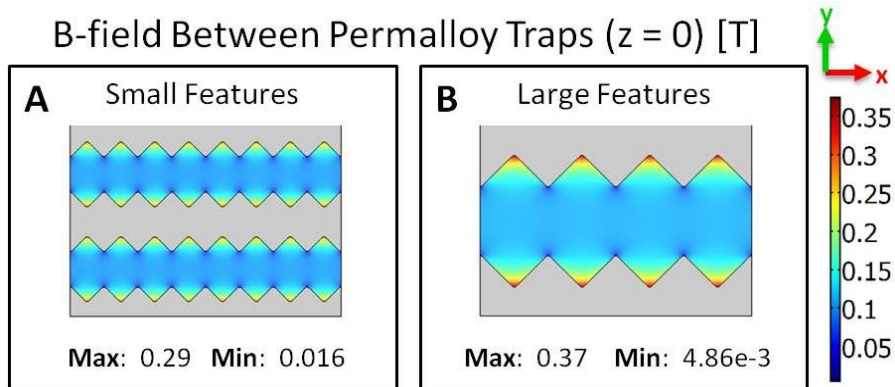 B-field Between Permalloy Traps (z = 0) [T]
y
x
A Small Features
Max: 0.29 Min: 0.016
B Large Features
Max: 0.37 Min: 4.86e-3
0.35
0.3
0.25
0.2
0.15
0.1
0.05